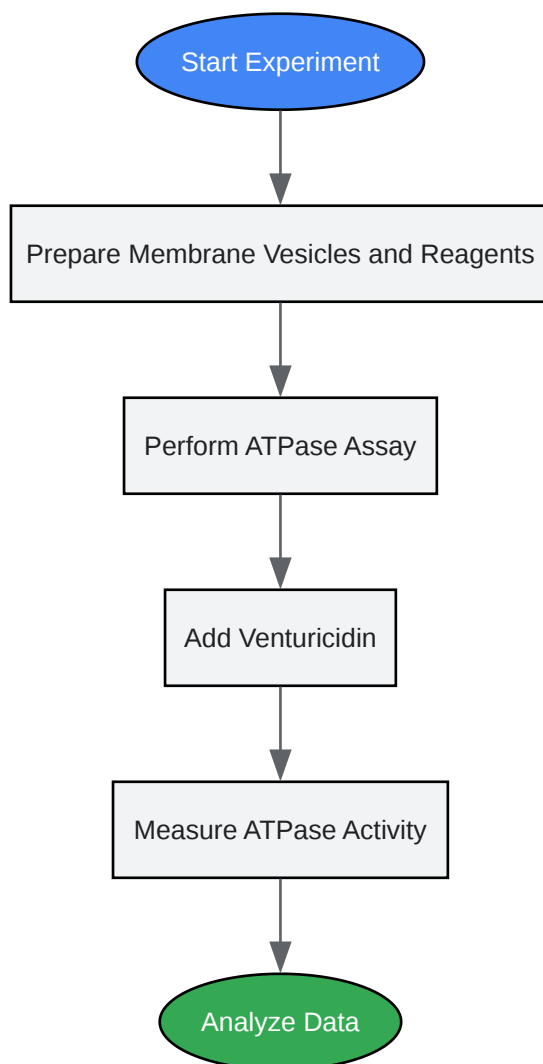 Start Experiment
Prepare Membrane Vesicles and Reagents
Perform ATPase Assay
Add Venturicidin
Measure ATPase Activity
Analyze Data